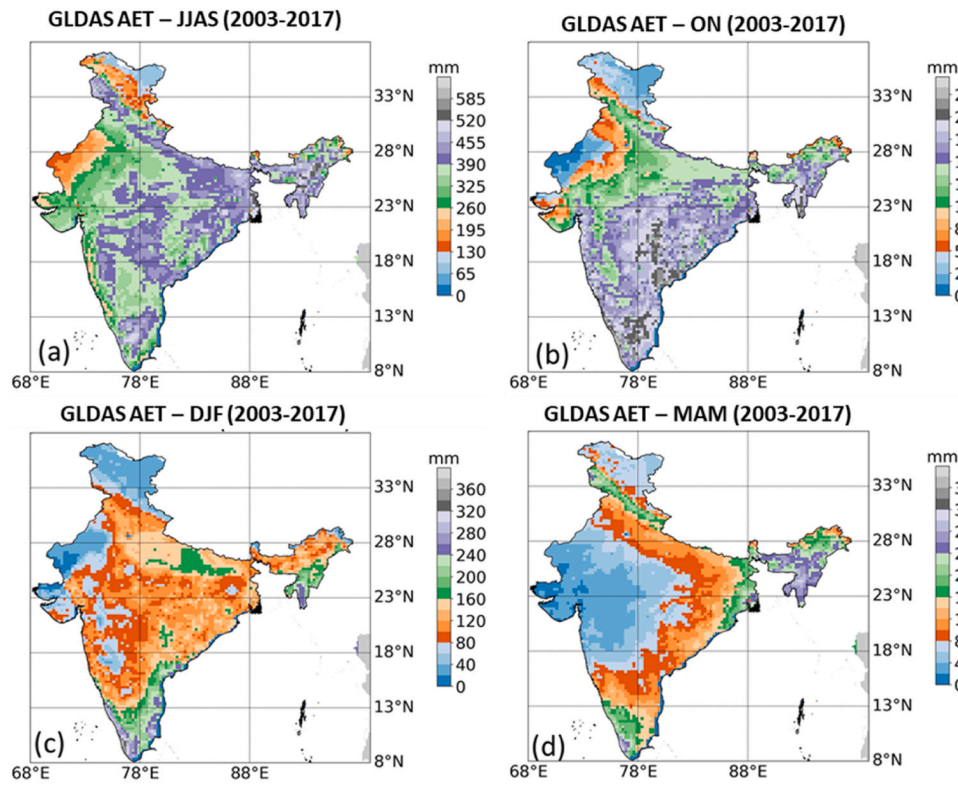 GLDAS AET – JJAS (2003-2017)
mm
585
520
455
390
325
260
195
130
65
0
33°N
28°N
23°N
18°N
13°N
8°N
68°E
78°E
88°E
(a)
GLDAS AET – ON (2003-2017)
mm
33°N
28°N
23°N
18°N
13°N
8°N
68°E
78°E
88°E
(b)
GLDAS AET – DJF (2003-2017)
mm
360
320
280
240
200
160
120
80
40
0
33°N
28°N
23°N
18°N
13°N
8°N
68°E
78°E
88°E
(c)
GLDAS AET – MAM (2003-2017)
mm
33°N
28°N
23°N
18°N
13°N
8°N
68°E
78°E
88°E
(d)